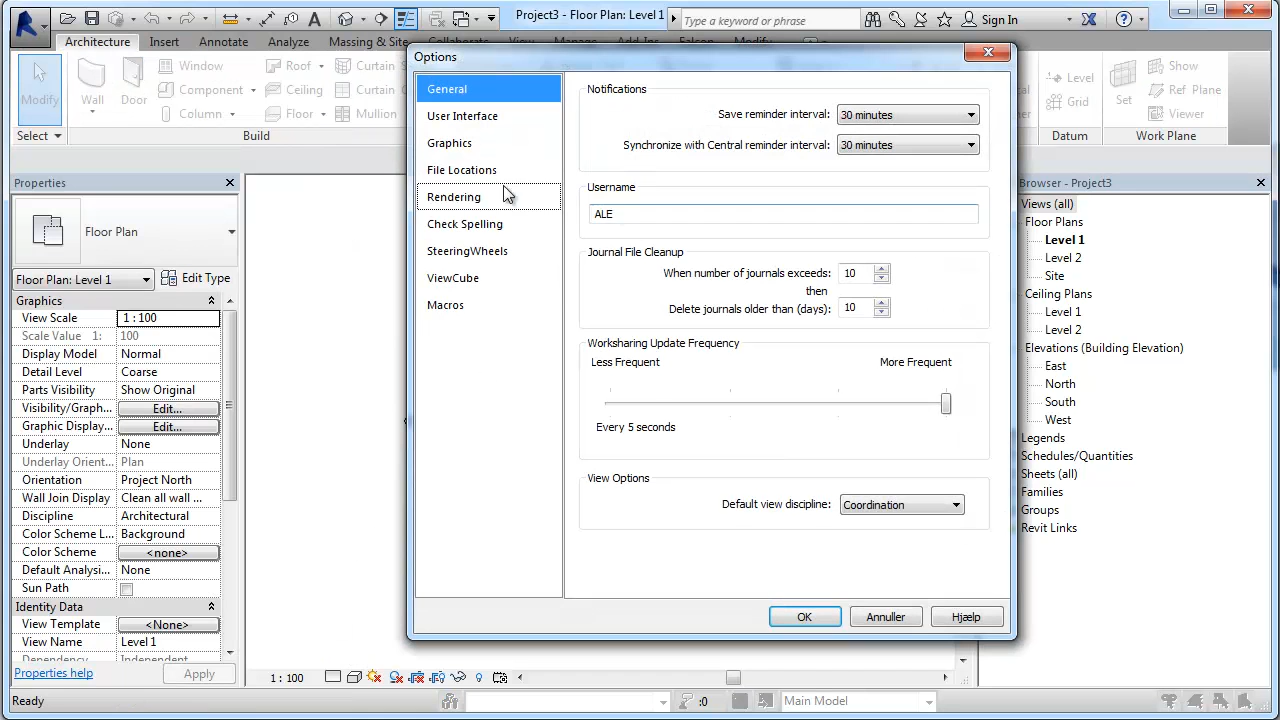 Project3 - Floor Plan: Level 1
Type a keyword or phrase
Sign In
Architecture
Insert
Annotate
Analyze
Massing & Site
Modify
Wall
Door
Window
Component
Column
Roof
Ceiling
Floor
Curtain
Curtain
Mullion
Level
Grid
Set
Show
Ref Plane
Viewer
Select
Build
Datum
Work Plane
Options
General
User Interface
Graphics
File Locations
Rendering
Check Spelling
SteeringWheels
ViewCube
Macros
Notifications
Save reminder interval: 30 minutes
Synchronize with Central reminder interval: 30 minutes
Username
ALE
Journal File Cleanup
When number of journals exceeds: 10
then
Delete journals older than (days): 10
Worksharing Update Frequency
Less Frequent More Frequent
Every 5 seconds
View Options
Default view discipline: Coordination
OK Annuller Hjælp
Properties
Floor Plan
Floor Plan: Level 1 Edit Type
Graphics
View Scale 1 : 100
Scale Value 1: 100
Display Model Normal
Detail Level Coarse
Parts Visibility Show Original
Visibility/Graph... Edit...
Graphic Display... Edit...
Underlay None
Underlay Orient... Plan
Orientation Project North
Wall Join Display Clean all wall ...
Discipline Architectural
Color Scheme L... Background
Color Scheme <none>
Default Analysi... None
Sun Path
Identity Data
View Template <None>
View Name Level 1
Dependency Independent
Properties help Apply
1 : 100
Browser - Project3
Views (all)
Floor Plans
Level 1
Level 2
Site
Ceiling Plans
Level 1
Level 2
Elevations (Building Elevation)
East
North
South
West
Legends
Schedules/Quantities
Sheets (all)
Families
Groups
Revit Links
Ready
:0
Main Model